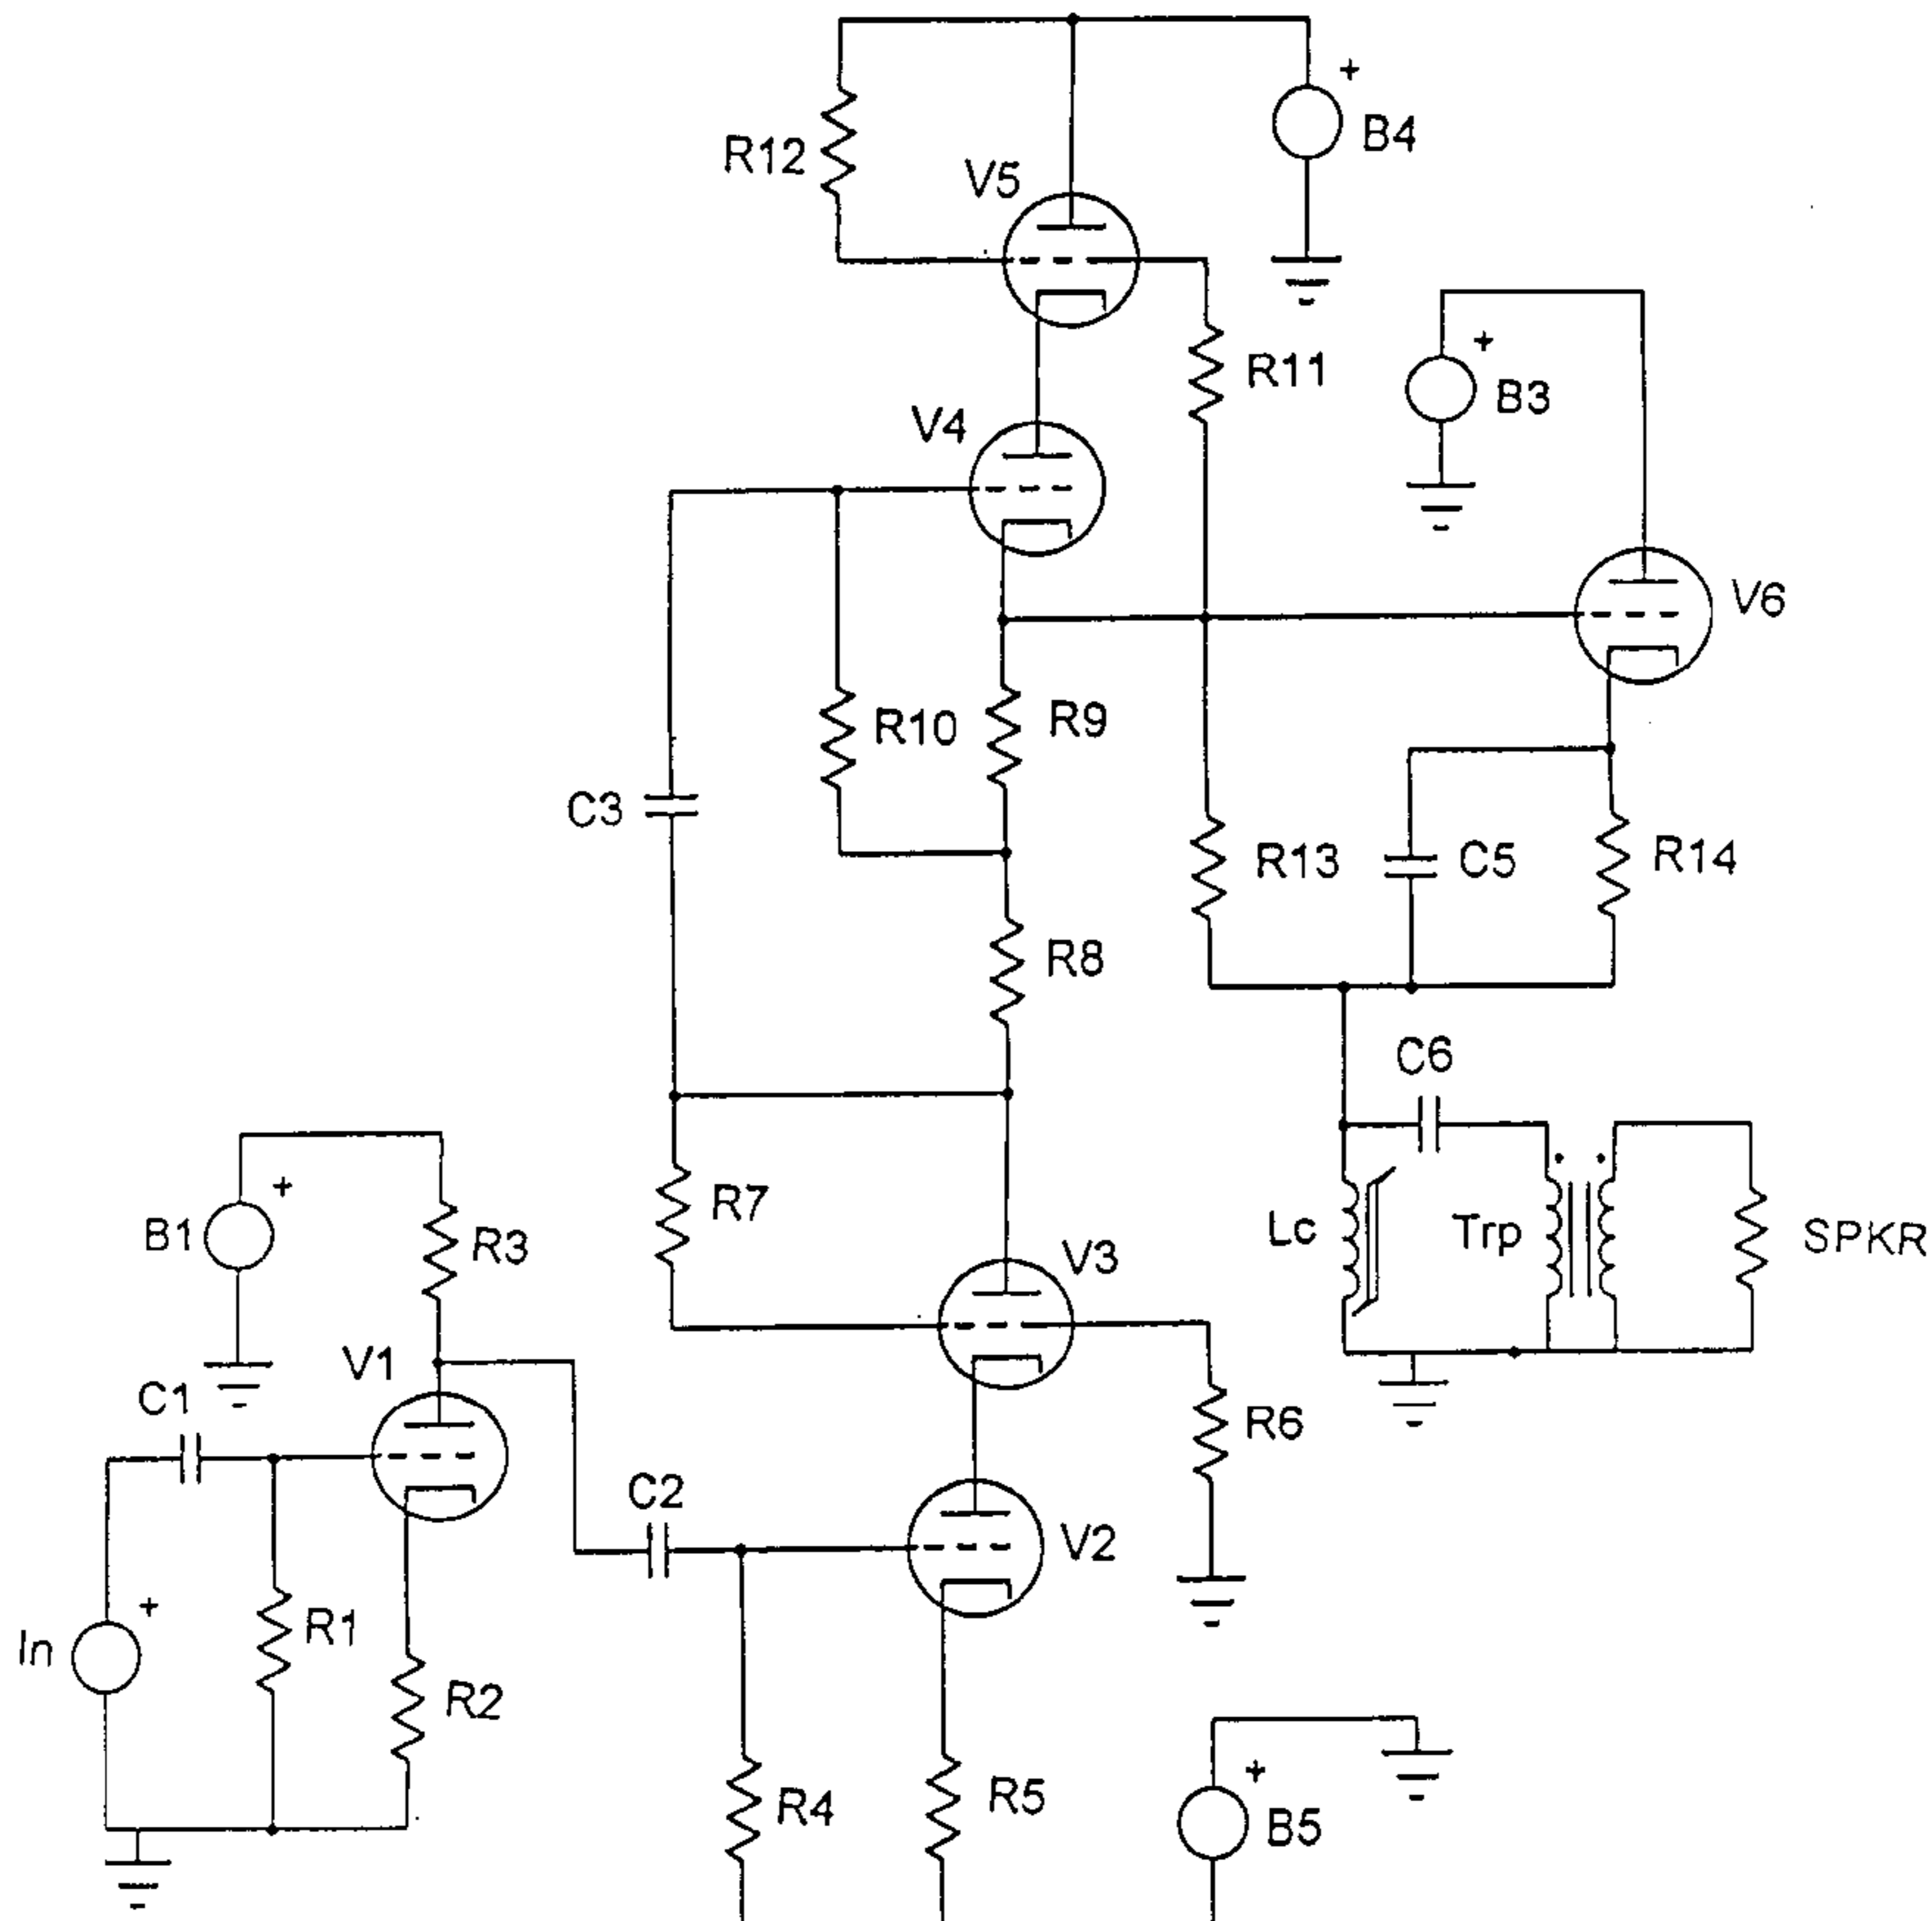 +
B4
R12
V5
+
B3
R11
V4
V6
R10
R9
C3
R13
C5
R14
R8
C6
+
B1
R3
R7
V3
Lc
Trp
SPKR
V1
C1
R6
C2
V2
+
In
R1
R2
R4
R5
+
B5